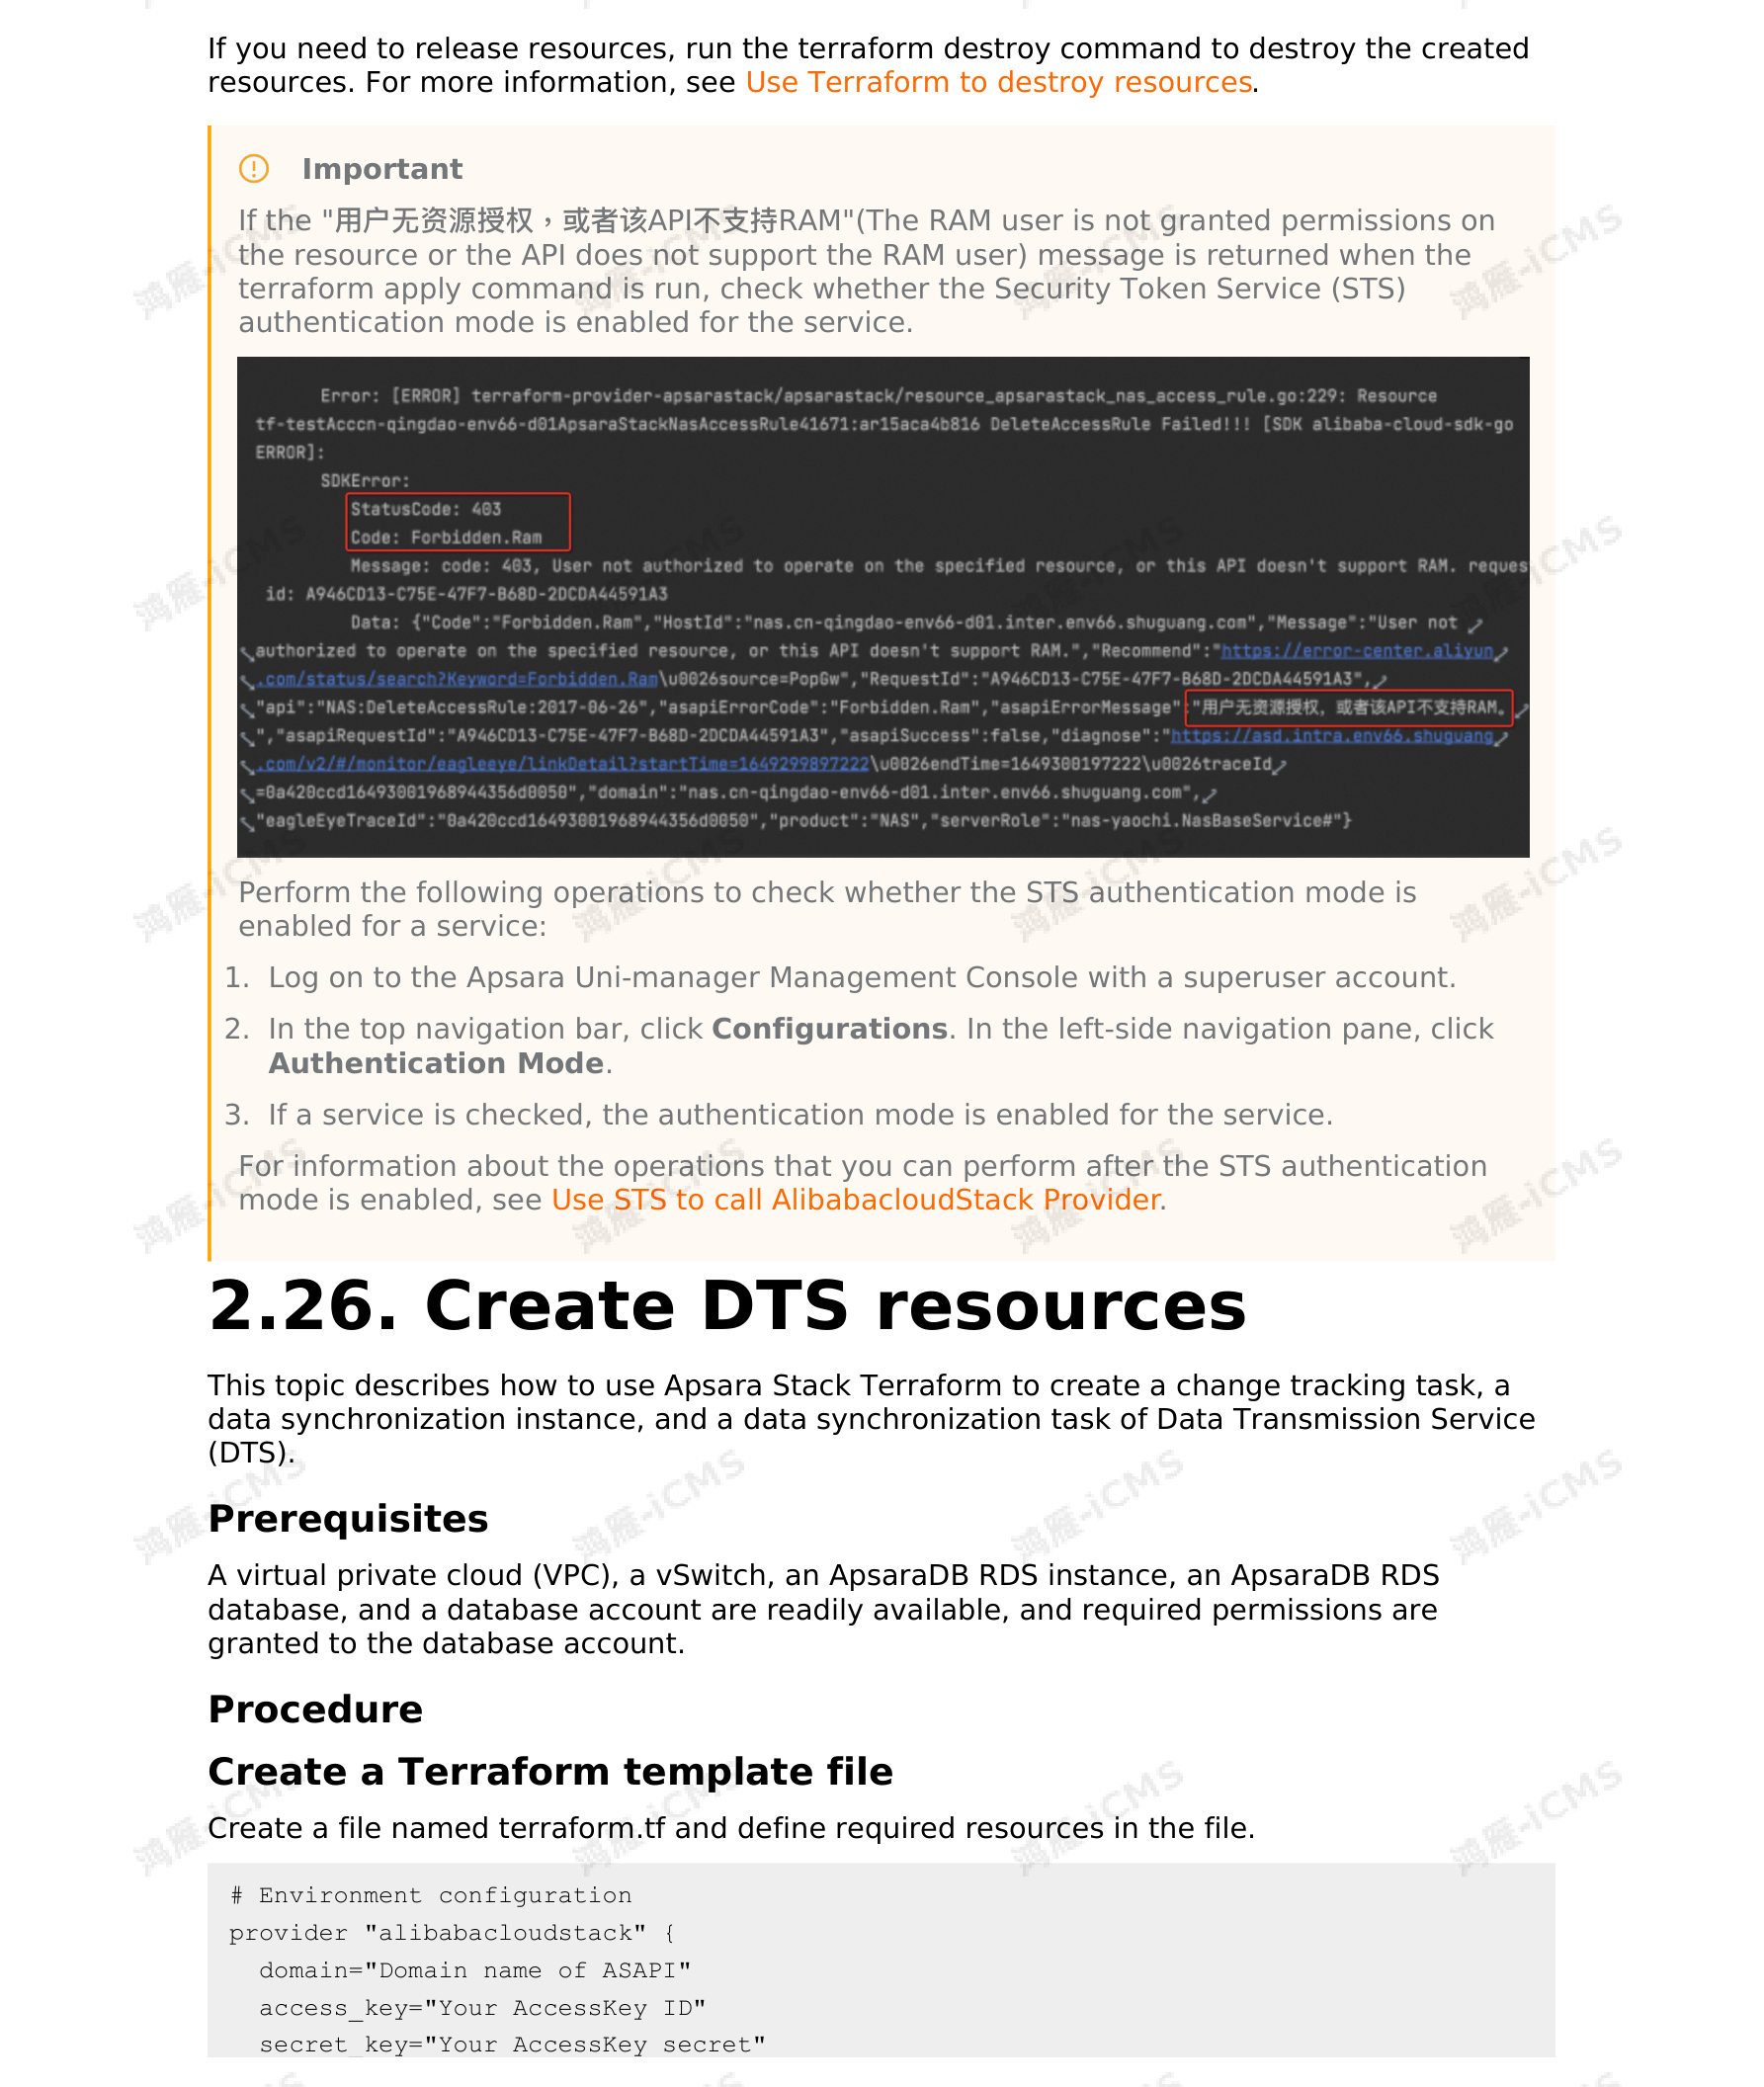 If you need to release resources, run the terraform destroy command to destroy the created
resources. For more information, see Use Terraform to destroy resources.
Important
If the "用户无资源授权，或者该API不支持RAM"(The RAM user is not granted permissions on
the resource or the API does not support the RAM user) message is returned when the
terraform apply command is run, check whether the Security Token Service (STS)
authentication mode is enabled for the service.
Error: [ERROR] terraform-provider-apsarastack/apsarastack/resource_apsarastack_nas_access_rule.go:229: Resource
tf-testAcccn-qingdao-env66-d01ApsaraStackNasAccessRule41671:ar15aca4b816 DeleteAccessRule Failed!!! [SDK alibaba-cloud-sdk-go
ERROR]:
SDKError:
StatusCode: 403
Code: Forbidden.Ram
Message: code: 403, User not authorized to operate on the specified resource, or this API doesn't support RAM. reques
id: A946CD13-C75E-47F7-B68D-2DCDA44591A3
Data: {"Code":"Forbidden.Ram","HostId":"nas.cn-qingdao-env66-d01.inter.env66.shuguang.com","Message":"User not
authorized to operate on the specified resource, or this API doesn't support RAM.","Recommend":"https://error-center.aliyun
.com/status/search?Keyword=Forbidden.Ram\u0026source=PopGw","RequestId":"A946CD13-C75E-47F7-B68D-2DCDA44591A3",
"api":"NAS:DeleteAccessRule:2017-06-26","asapiErrorCode":"Forbidden.Ram","asapiErrorMessage":"用户无资源授权，或者该API不支持RAM。
","asapiRequestId":"A946CD13-C75E-47F7-B68D-2DCDA44591A3","asapiSuccess":false,"diagnose":"https://asd.intra.env66.shuguang
.com/v2/#/monitor/eagleeye/linkDetail?startTime=1649299897222\u0026endTime=1649300197222\u0026traceId
=0a420ccd16493001968944356d0050","domain":"nas.cn-qingdao-env66-d01.inter.env66.shuguang.com",
"eagleEyeTraceId":"0a420ccd16493001968944356d0050","product":"NAS","serverRole":"nas-yaochi.NasBaseService#"}
Perform the following operations to check whether the STS authentication mode is
enabled for a service:
1. Log on to the Apsara Uni-manager Management Console with a superuser account.
2. In the top navigation bar, click Configurations. In the left-side navigation pane, click
Authentication Mode.
3. If a service is checked, the authentication mode is enabled for the service.
For information about the operations that you can perform after the STS authentication
mode is enabled, see Use STS to call AlibabacloudStack Provider.
2.26. Create DTS resources
This topic describes how to use Apsara Stack Terraform to create a change tracking task, a
data synchronization instance, and a data synchronization task of Data Transmission Service
(DTS).
Prerequisites
A virtual private cloud (VPC), a vSwitch, an ApsaraDB RDS instance, an ApsaraDB RDS
database, and a database account are readily available, and required permissions are
granted to the database account.
Procedure
Create a Terraform template file
Create a file named terraform.tf and define required resources in the file.
# Environment configuration
provider "alibabacloudstack" {
domain="Domain name of ASAPI"
access_key="Your AccessKey ID"
secret_key="Your AccessKey secret"
鸿雁-iCMS